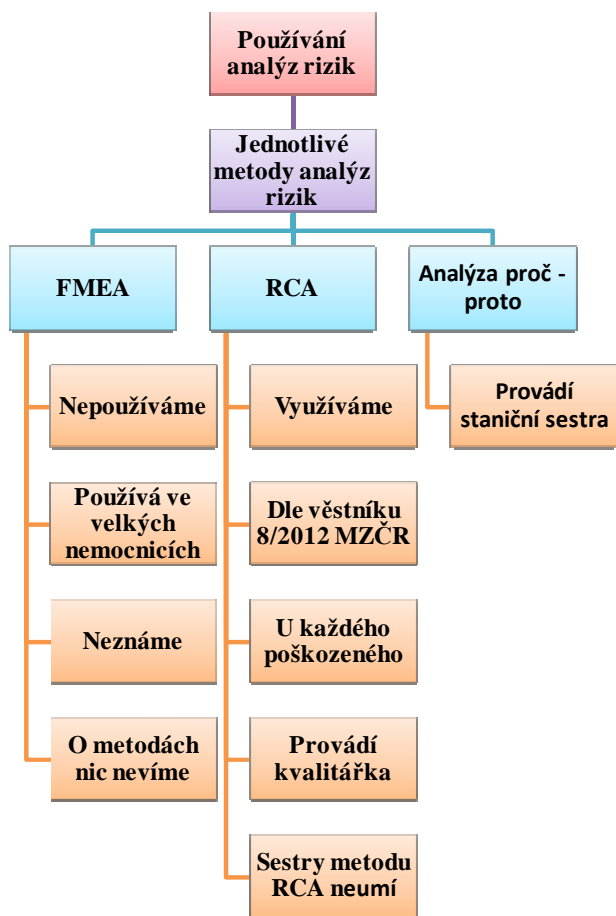 Používání
analýz rizik
Jednotlivé
metody analýz
rizik
FMEA
RCA
Analýza proč -
proto
Nepoužíváme
Používá ve
velkých
nemocnicích
Neznáme
O metodách
nic nevíme
Využíváme
Dle věstníku
8/2012 MZČR
U každého
poškozeného
Provádí
kvalitářka
Sestry metodu
RCA neumí
Provádí
staniční sestra